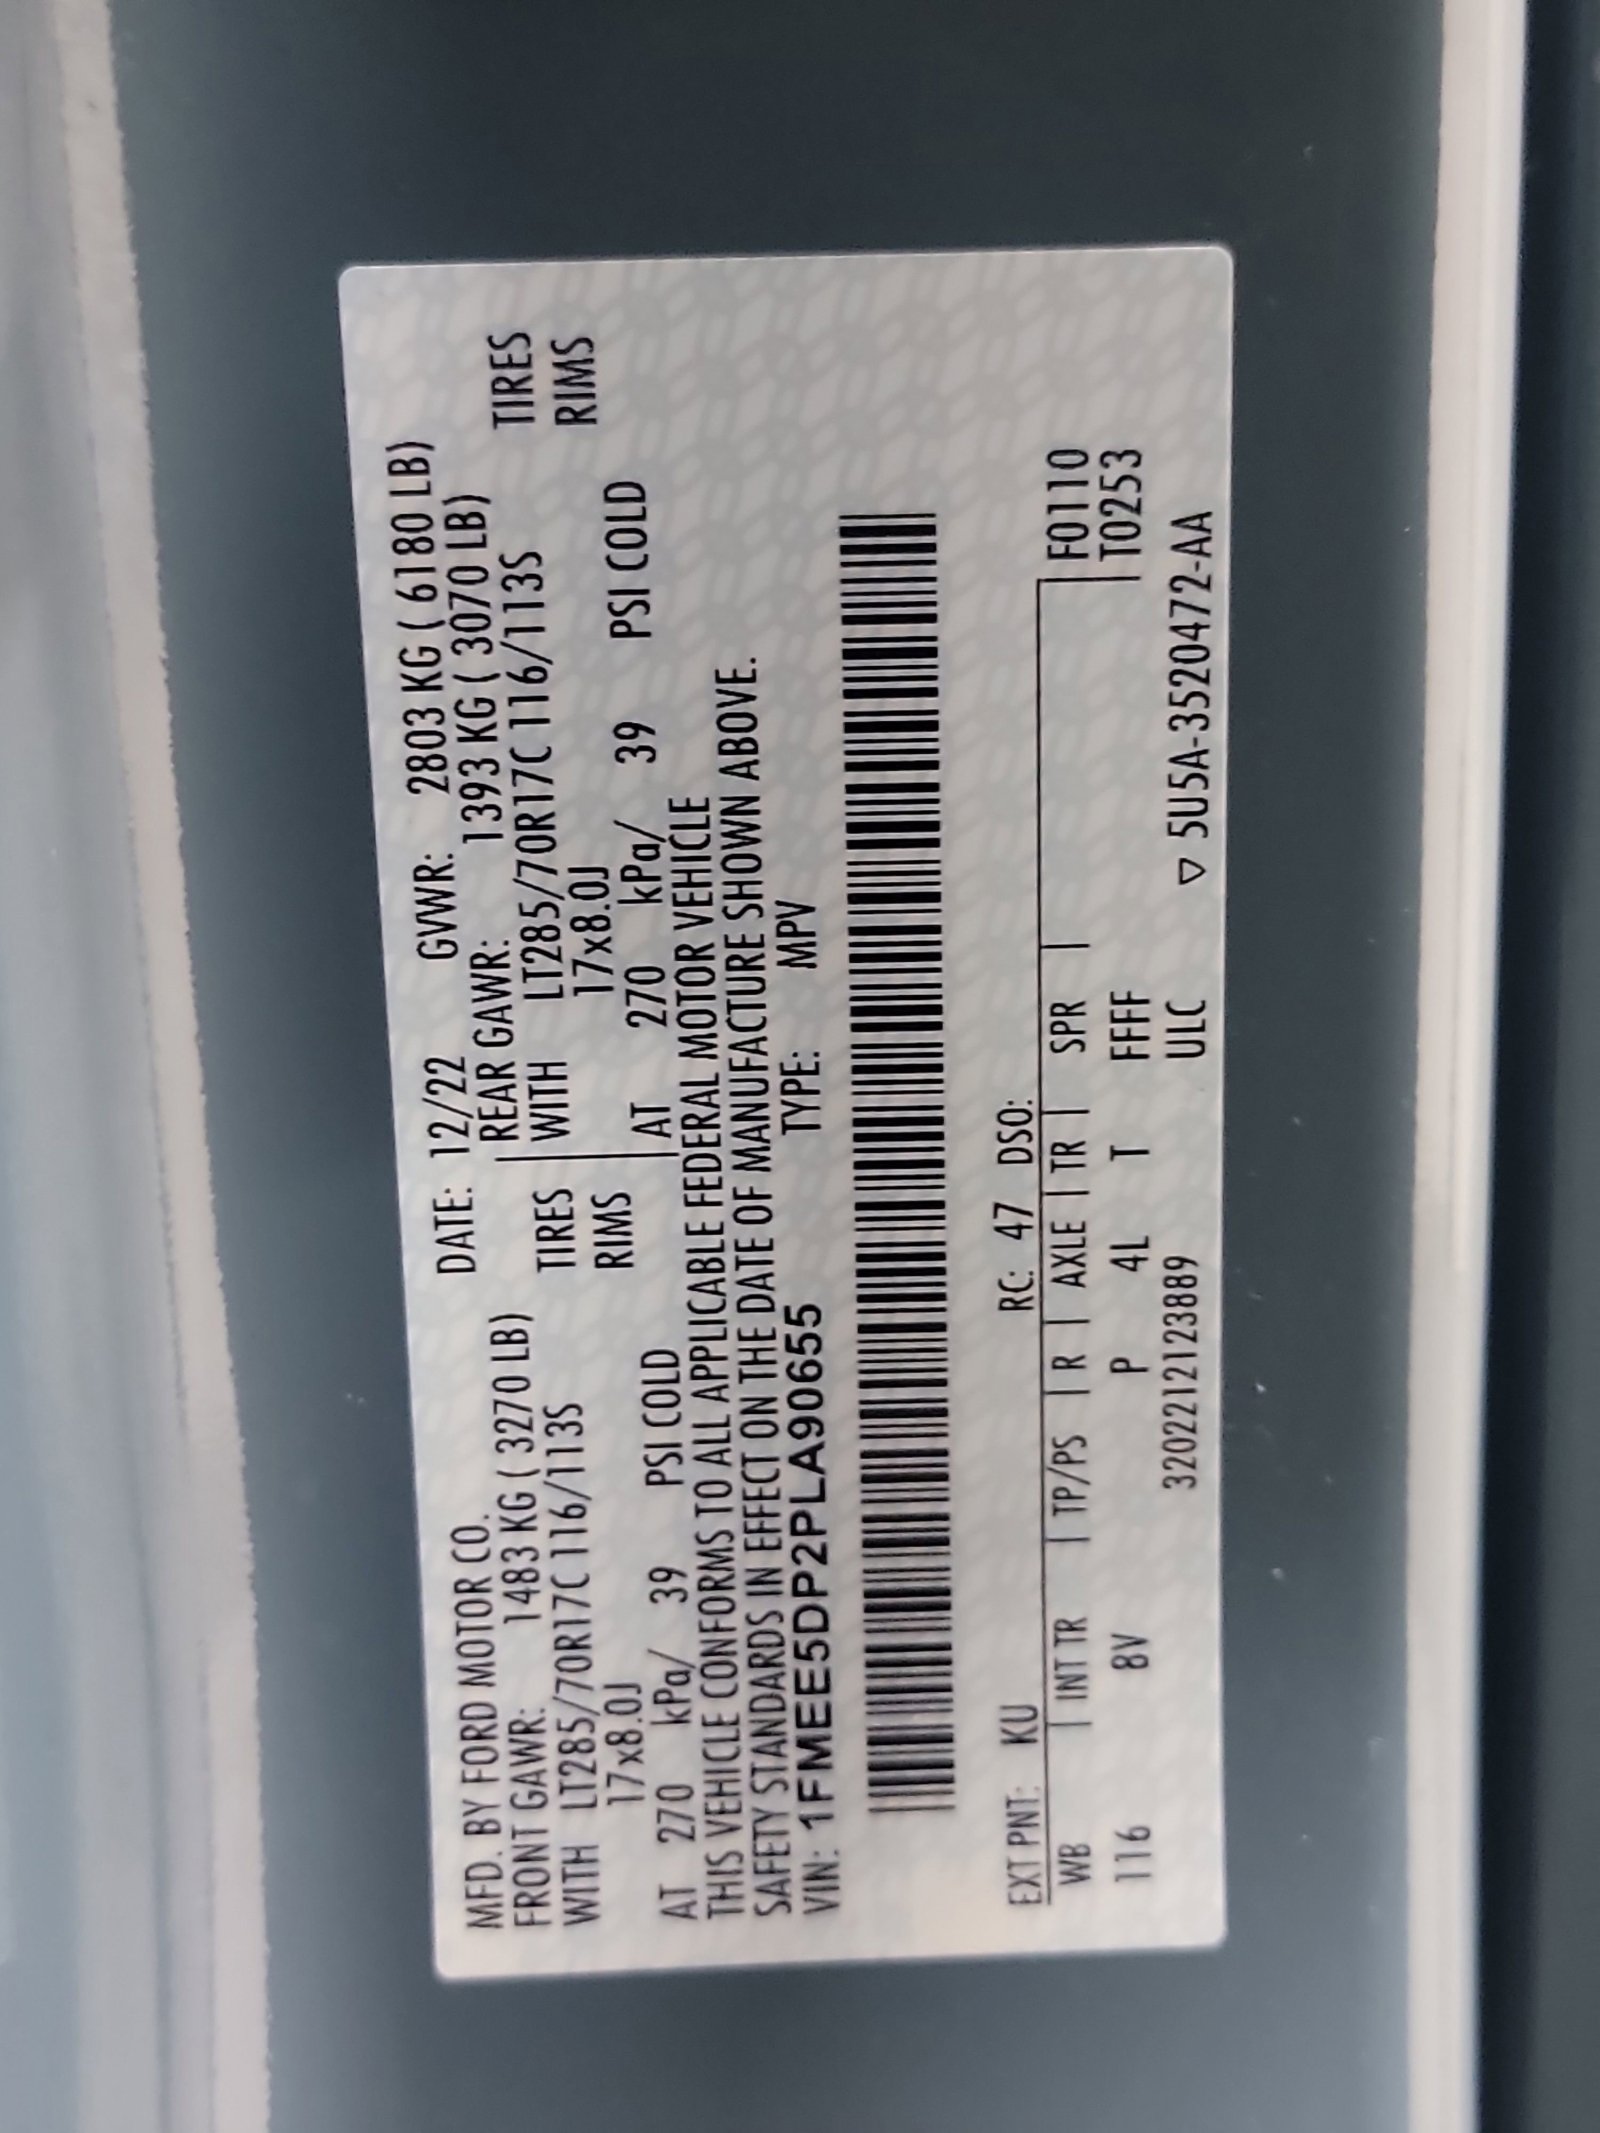 MFD. BY FORD MOTOR CO. DATE: 12/22 GVWR: 2803 KG ( 6180 LB)
FRONT GAWR: 1483 KG ( 3270 LB) REAR GAWR: 1393 KG ( 3070 LB)
WITH LT285/70R17C 116/113S TIRES WITH LT285/70R17C 116/113S TIRES
17x8.0J RIMS 17x8.0J RIMS
AT 270 kPa/ 39 PSI COLD AT 270 kPa/ 39 PSI COLD
THIS VEHICLE CONFORMS TO ALL APPLICABLE FEDERAL MOTOR VEHICLE
SAFETY STANDARDS IN EFFECT ON THE DATE OF MANUFACTURE SHOWN ABOVE.
VIN: 1FMEE5DP2PLA90655 TYPE: MPV
EXT PNT: KU RC: 47 DSO:
WB | INT TR | TP/PS | R | AXLE | TR | SPR | | F0110
116 8V P 4L T FFFF | T0253
3202212123889 ULC ▽ 5U5A-3520472-AA